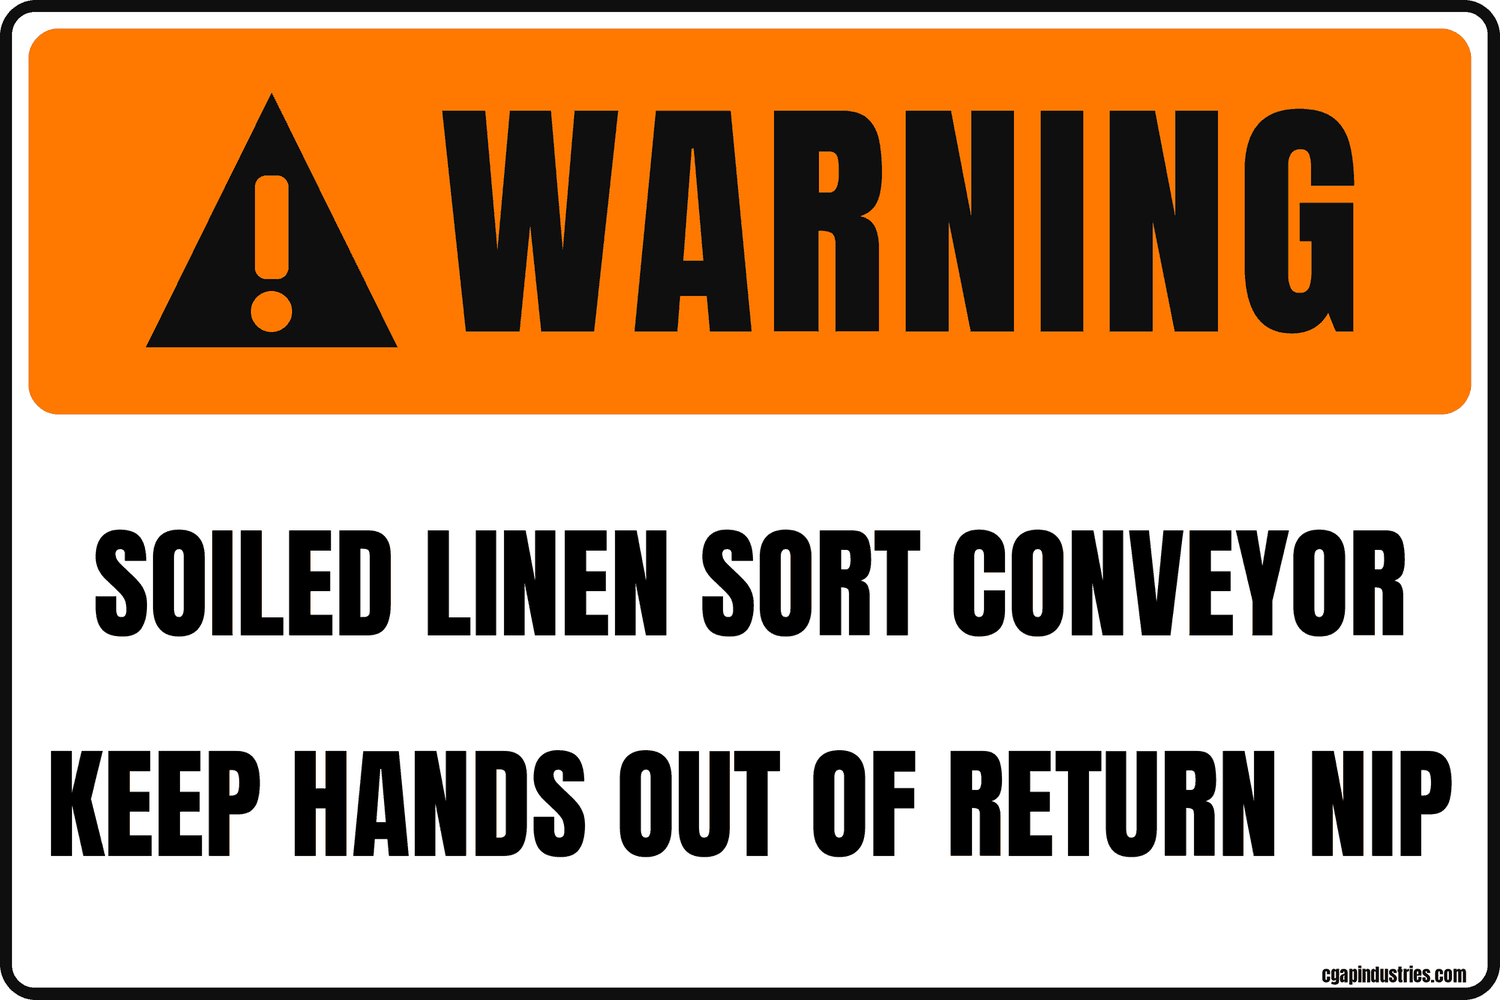 WARNING
SOILED LINEN SORT CONVEYOR
KEEP HANDS OUT OF RETURN NIP
cgapindustries.com